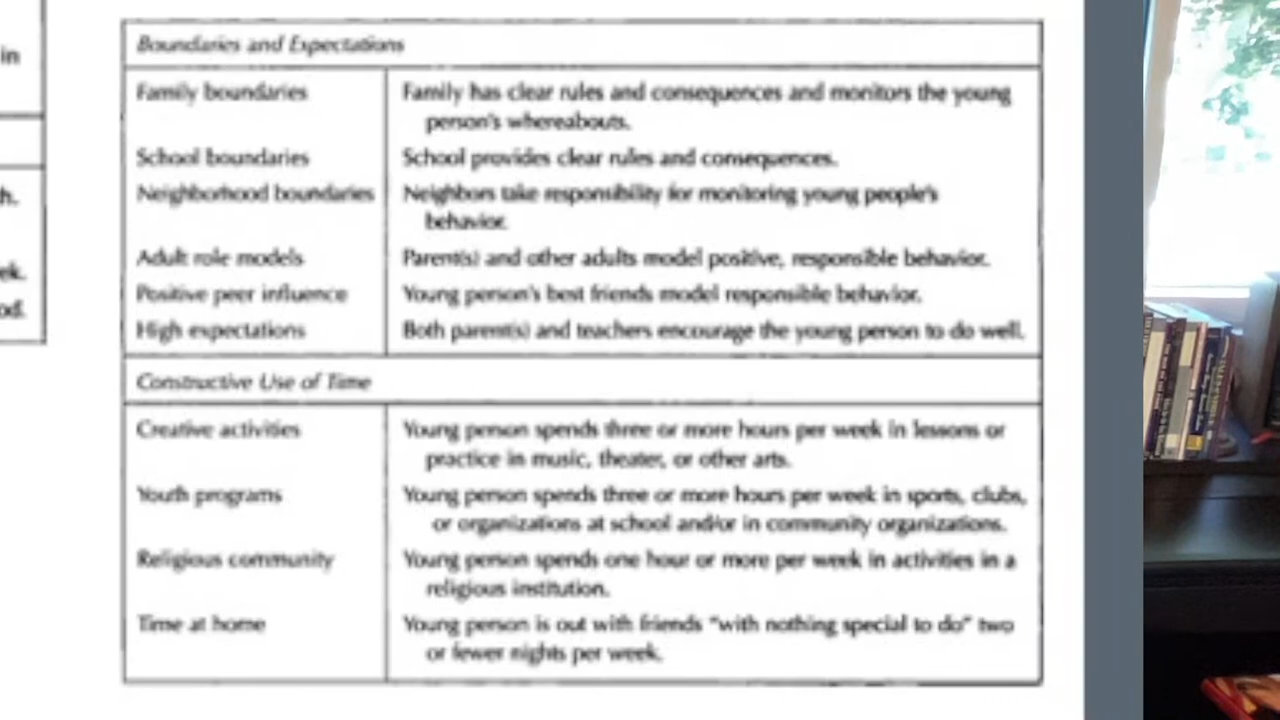 in
h.
ek.
od.
Boundaries and Expectations
Family boundaries Family has clear rules and consequences and monitors the young
person's whereabouts.
School boundaries School provides clear rules and consequences.
Neighborhood boundaries Neighbors take responsibility for monitoring young people's
behavior.
Adult role models Parent(s) and other adults model positive, responsible behavior.
Positive peer influence Young person's best friends model responsible behavior.
High expectations Both parent(s) and teachers encourage the young person to do well.
Constructive Use of Time
Creative activities Young person spends three or more hours per week in lessons or
practice in music, theater, or other arts.
Youth programs Young person spends three or more hours per week in sports, clubs,
or organizations at school and/or in community organizations.
Religious community Young person spends one hour or more per week in activities in a
religious institution.
Time at home Young person is out with friends "with nothing special to do" two
or fewer nights per week.